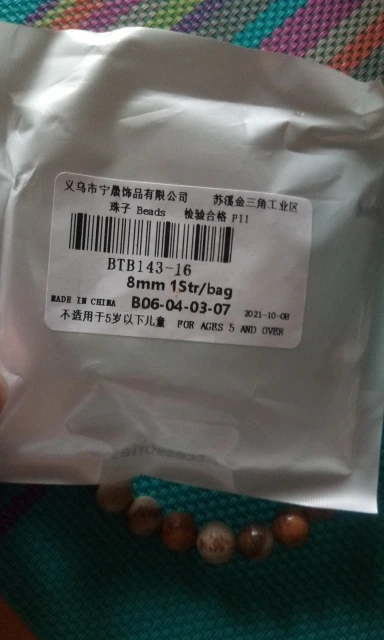 义乌市宁晟饰品有限公司 苏溪金三角工业区
珠子 Beads 检验合格 P11
BTB143-16
8mm 1Str/bag
MADE IN CHINA B06-04-03-07 2021-10-08
不适用于5岁以下儿童 FOR AGES 5 AND OVER